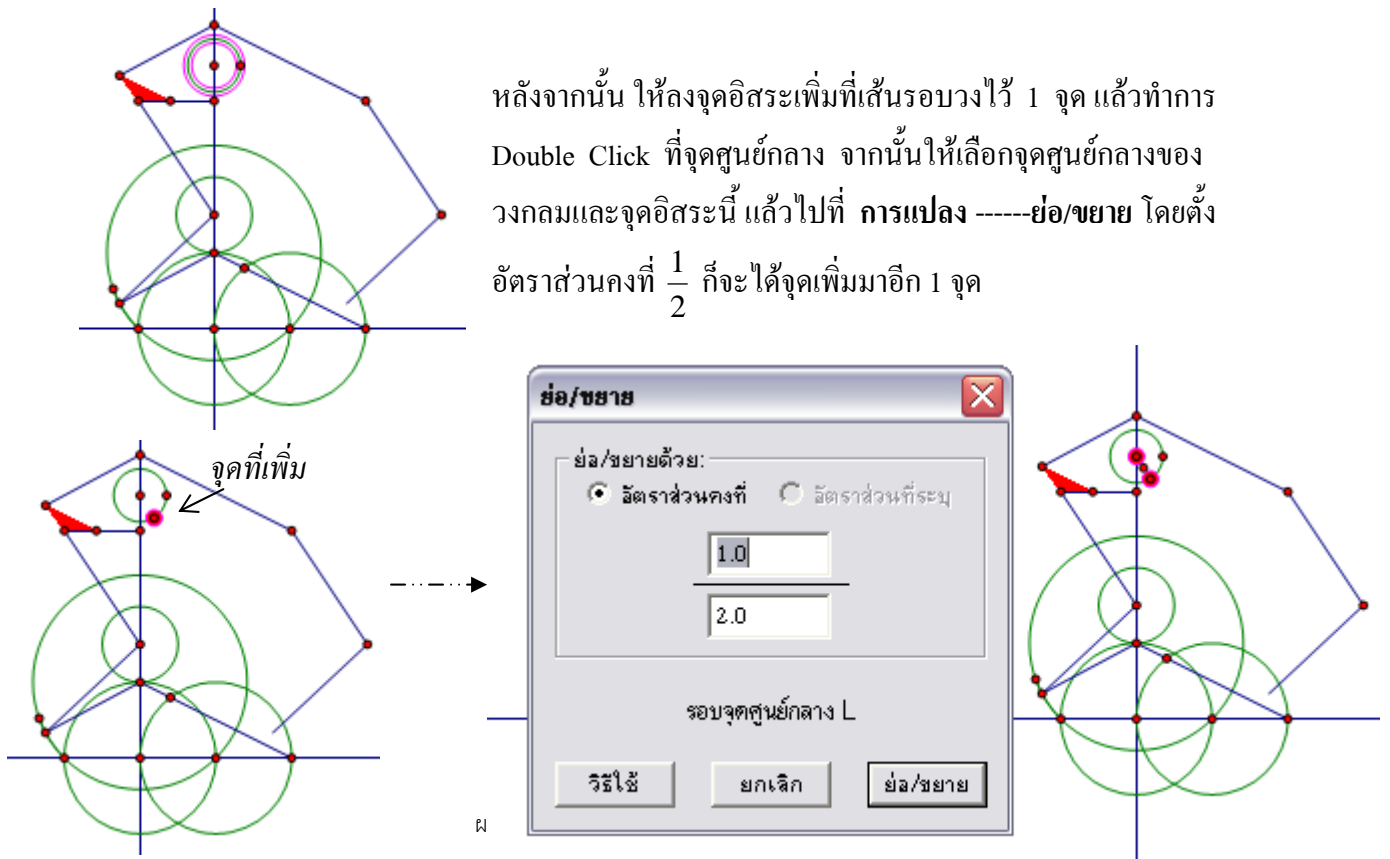 หลังจากนั้น ให้ลงจุดอิสระเพิ่มที่เส้นรอบวงไว้ 1 จุด แล้วทำการ
Double Click ที่จุดศูนย์กลาง จากนั้นให้เลือกจุดศูนย์กลางของ
วงกลมและจุดอิสระนี้ แล้วไปที่ การแปลง ------ย่อ/ขยาย โดยตั้ง
อัตราส่วนคงที่ 1/2 ก็จะได้จุดเพิ่มมาอีก 1 จุด
จุดที่เพิ่ม
ย่อ/ขยาย
ย่อ/ขยายด้วย:
อัตราส่วนคงที่ อัตราส่วนที่ระบุ
1.0
2.0
รอบจุดศูนย์กลาง L
วิธีใช้ ยกเลิก ย่อ/ขยาย
ผ